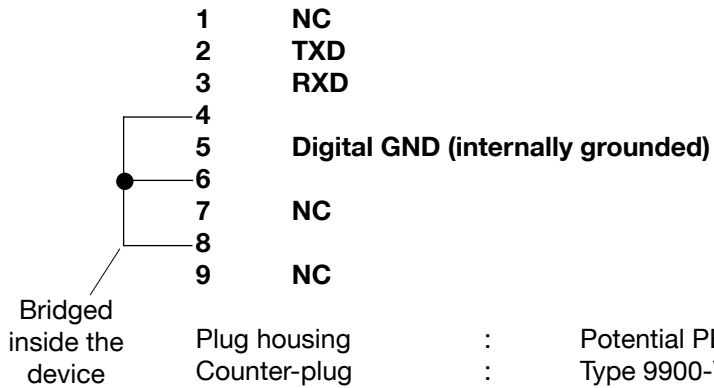 1 NC
2 TXD
3 RXD
4
5 Digital GND (internally grounded)
6
7 NC
8
9 NC
Bridged
inside the
device
Plug housing : Potential
Counter-plug : Type